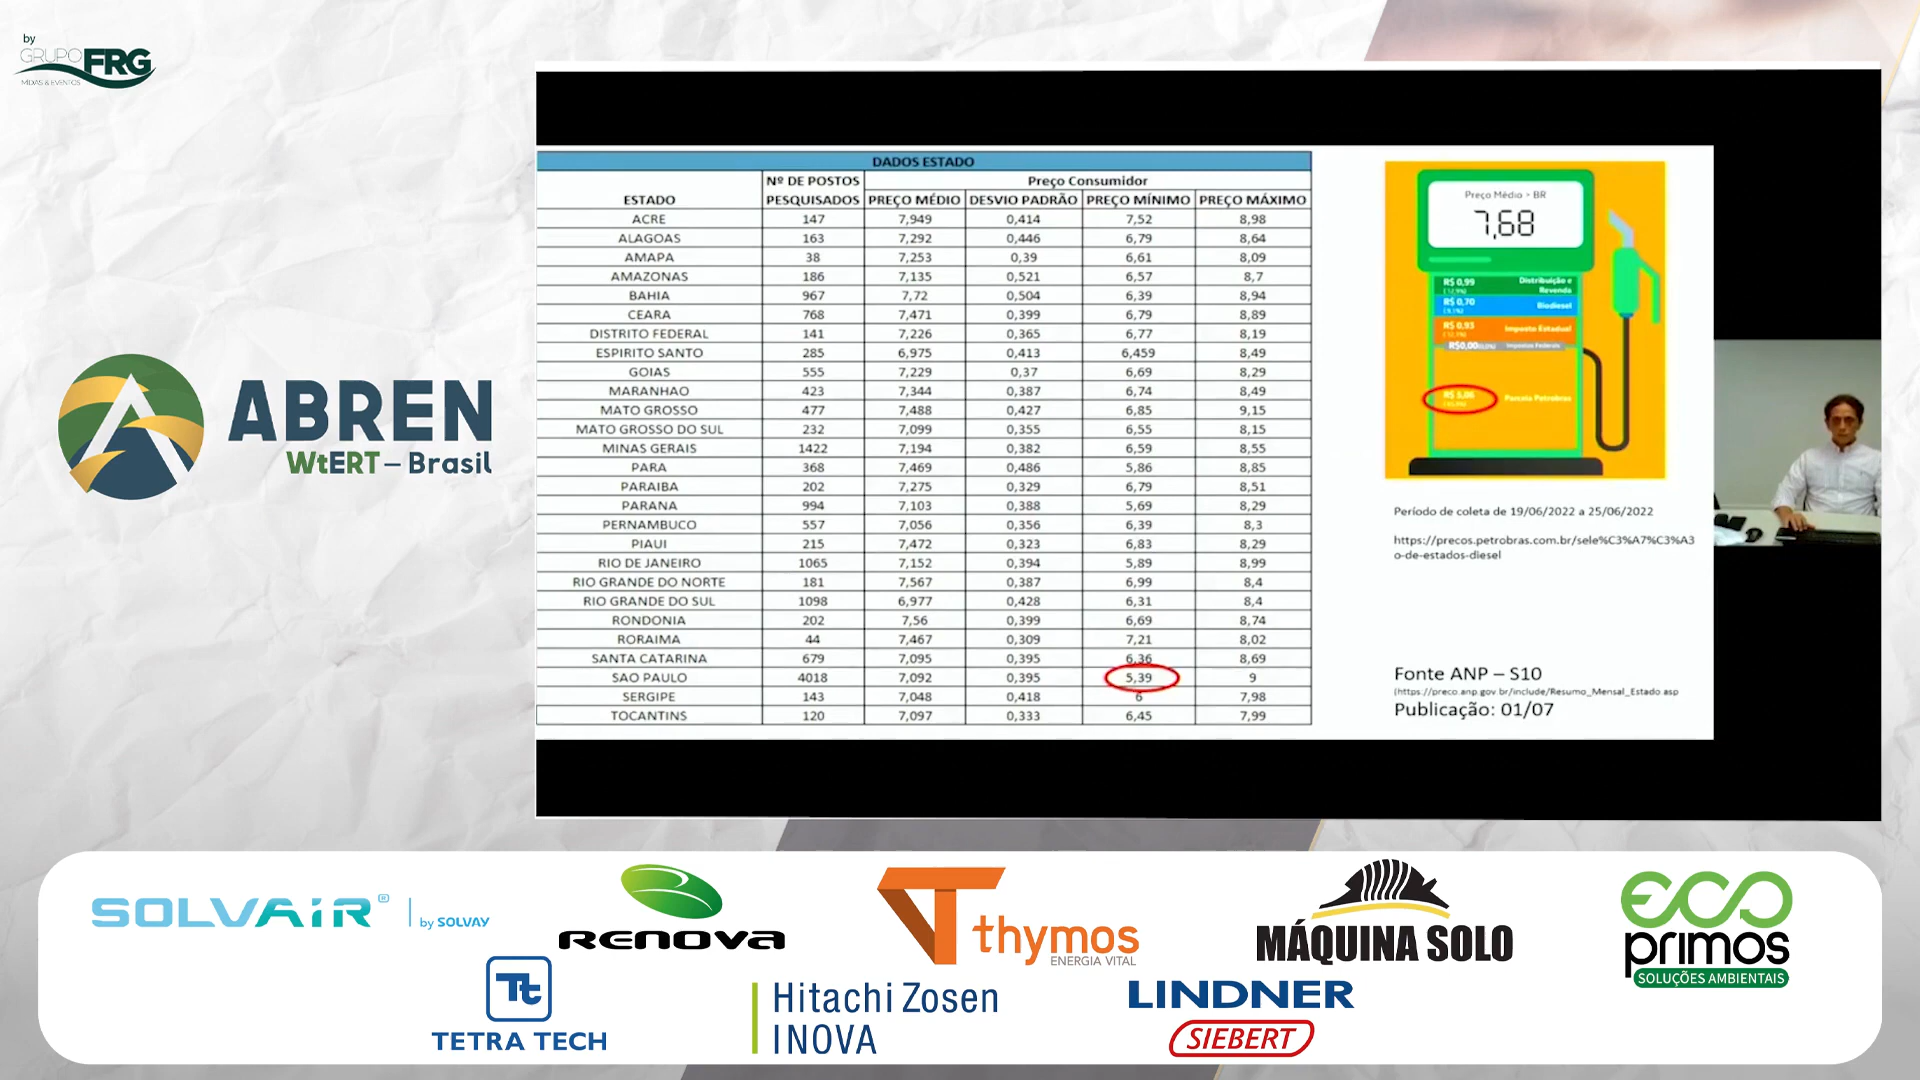 by
GRUPO FRG
MÍDIAS & EVENTOS
ABREN
WtERT – Brasil
DADOS ESTADO
ESTADO Nº DE POSTOS PESQUISADOS Preço Consumidor
PREÇO MÉDIO DESVIO PADRÃO PREÇO MÍNIMO PREÇO MÁXIMO
ACRE 147 7,949 0,414 7,52 8,98
ALAGOAS 163 7,292 0,446 6,79 8,64
AMAPA 38 7,253 0,39 6,61 8,09
AMAZONAS 186 7,135 0,521 6,57 8,7
BAHIA 967 7,72 0,504 6,39 8,94
CEARA 768 7,471 0,399 6,79 8,89
DISTRITO FEDERAL 141 7,226 0,365 6,77 8,19
ESPIRITO SANTO 285 6,975 0,413 6,459 8,49
GOIAS 555 7,229 0,37 6,69 8,29
MARANHAO 423 7,344 0,387 6,74 8,49
MATO GROSSO 477 7,488 0,427 6,85 9,15
MATO GROSSO DO SUL 232 7,099 0,355 6,55 8,15
MINAS GERAIS 1422 7,194 0,382 6,59 8,55
PARA 368 7,469 0,486 5,86 8,85
PARAIBA 202 7,275 0,329 6,79 8,51
PARANA 994 7,103 0,388 5,69 8,29
PERNAMBUCO 557 7,056 0,356 6,39 8,3
PIAUI 215 7,472 0,323 6,83 8,29
RIO DE JANEIRO 1065 7,152 0,394 5,89 8,99
RIO GRANDE DO NORTE 181 7,567 0,387 6,99 8,4
RIO GRANDE DO SUL 1098 6,977 0,428 6,31 8,4
RONDONIA 202 7,56 0,399 6,69 8,74
RORAIMA 44 7,467 0,309 7,21 8,02
SANTA CATARINA 679 7,095 0,395 6,36 8,69
SAO PAULO 4018 7,092 0,395 5,39 9
SERGIPE 143 7,048 0,418 6 7,98
TOCANTINS 120 7,097 0,333 6,45 7,99
Preço Médio - BR
7,68
R$ 0,99 Distribuição e
Revenda
R$ 0,70 Biodiesel
R$ 0,93 Imposto Estadual
R$0,00 Impostos Federais
Parcela Petrobras
Período de coleta de 19/06/2022 a 25/06/2022
https://precos.petrobras.com.br/sele%C3%A7%C3%A3
o-de-estados-diesel
Fonte ANP – S10
(https://preco.anp.gov.br/include/Resumo_Mensal_Estado.asp
Publicação: 01/07
SOLVAIR® by SOLVAY
RENOVA
thymos
ENERGIA VITAL
MÁQUINA SOLO
eco
primos
SOLUÇÕES AMBIENTAIS
Tt
TETRA TECH
Hitachi Zosen
INOVA
LINDNER
SIEBERT